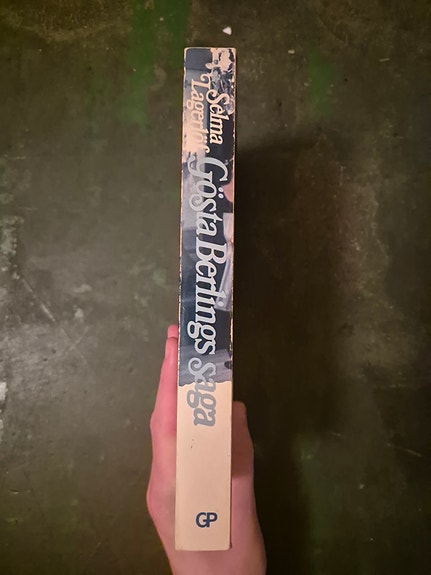 Selma
Lagerlöf
Gösta Berlings saga
GP